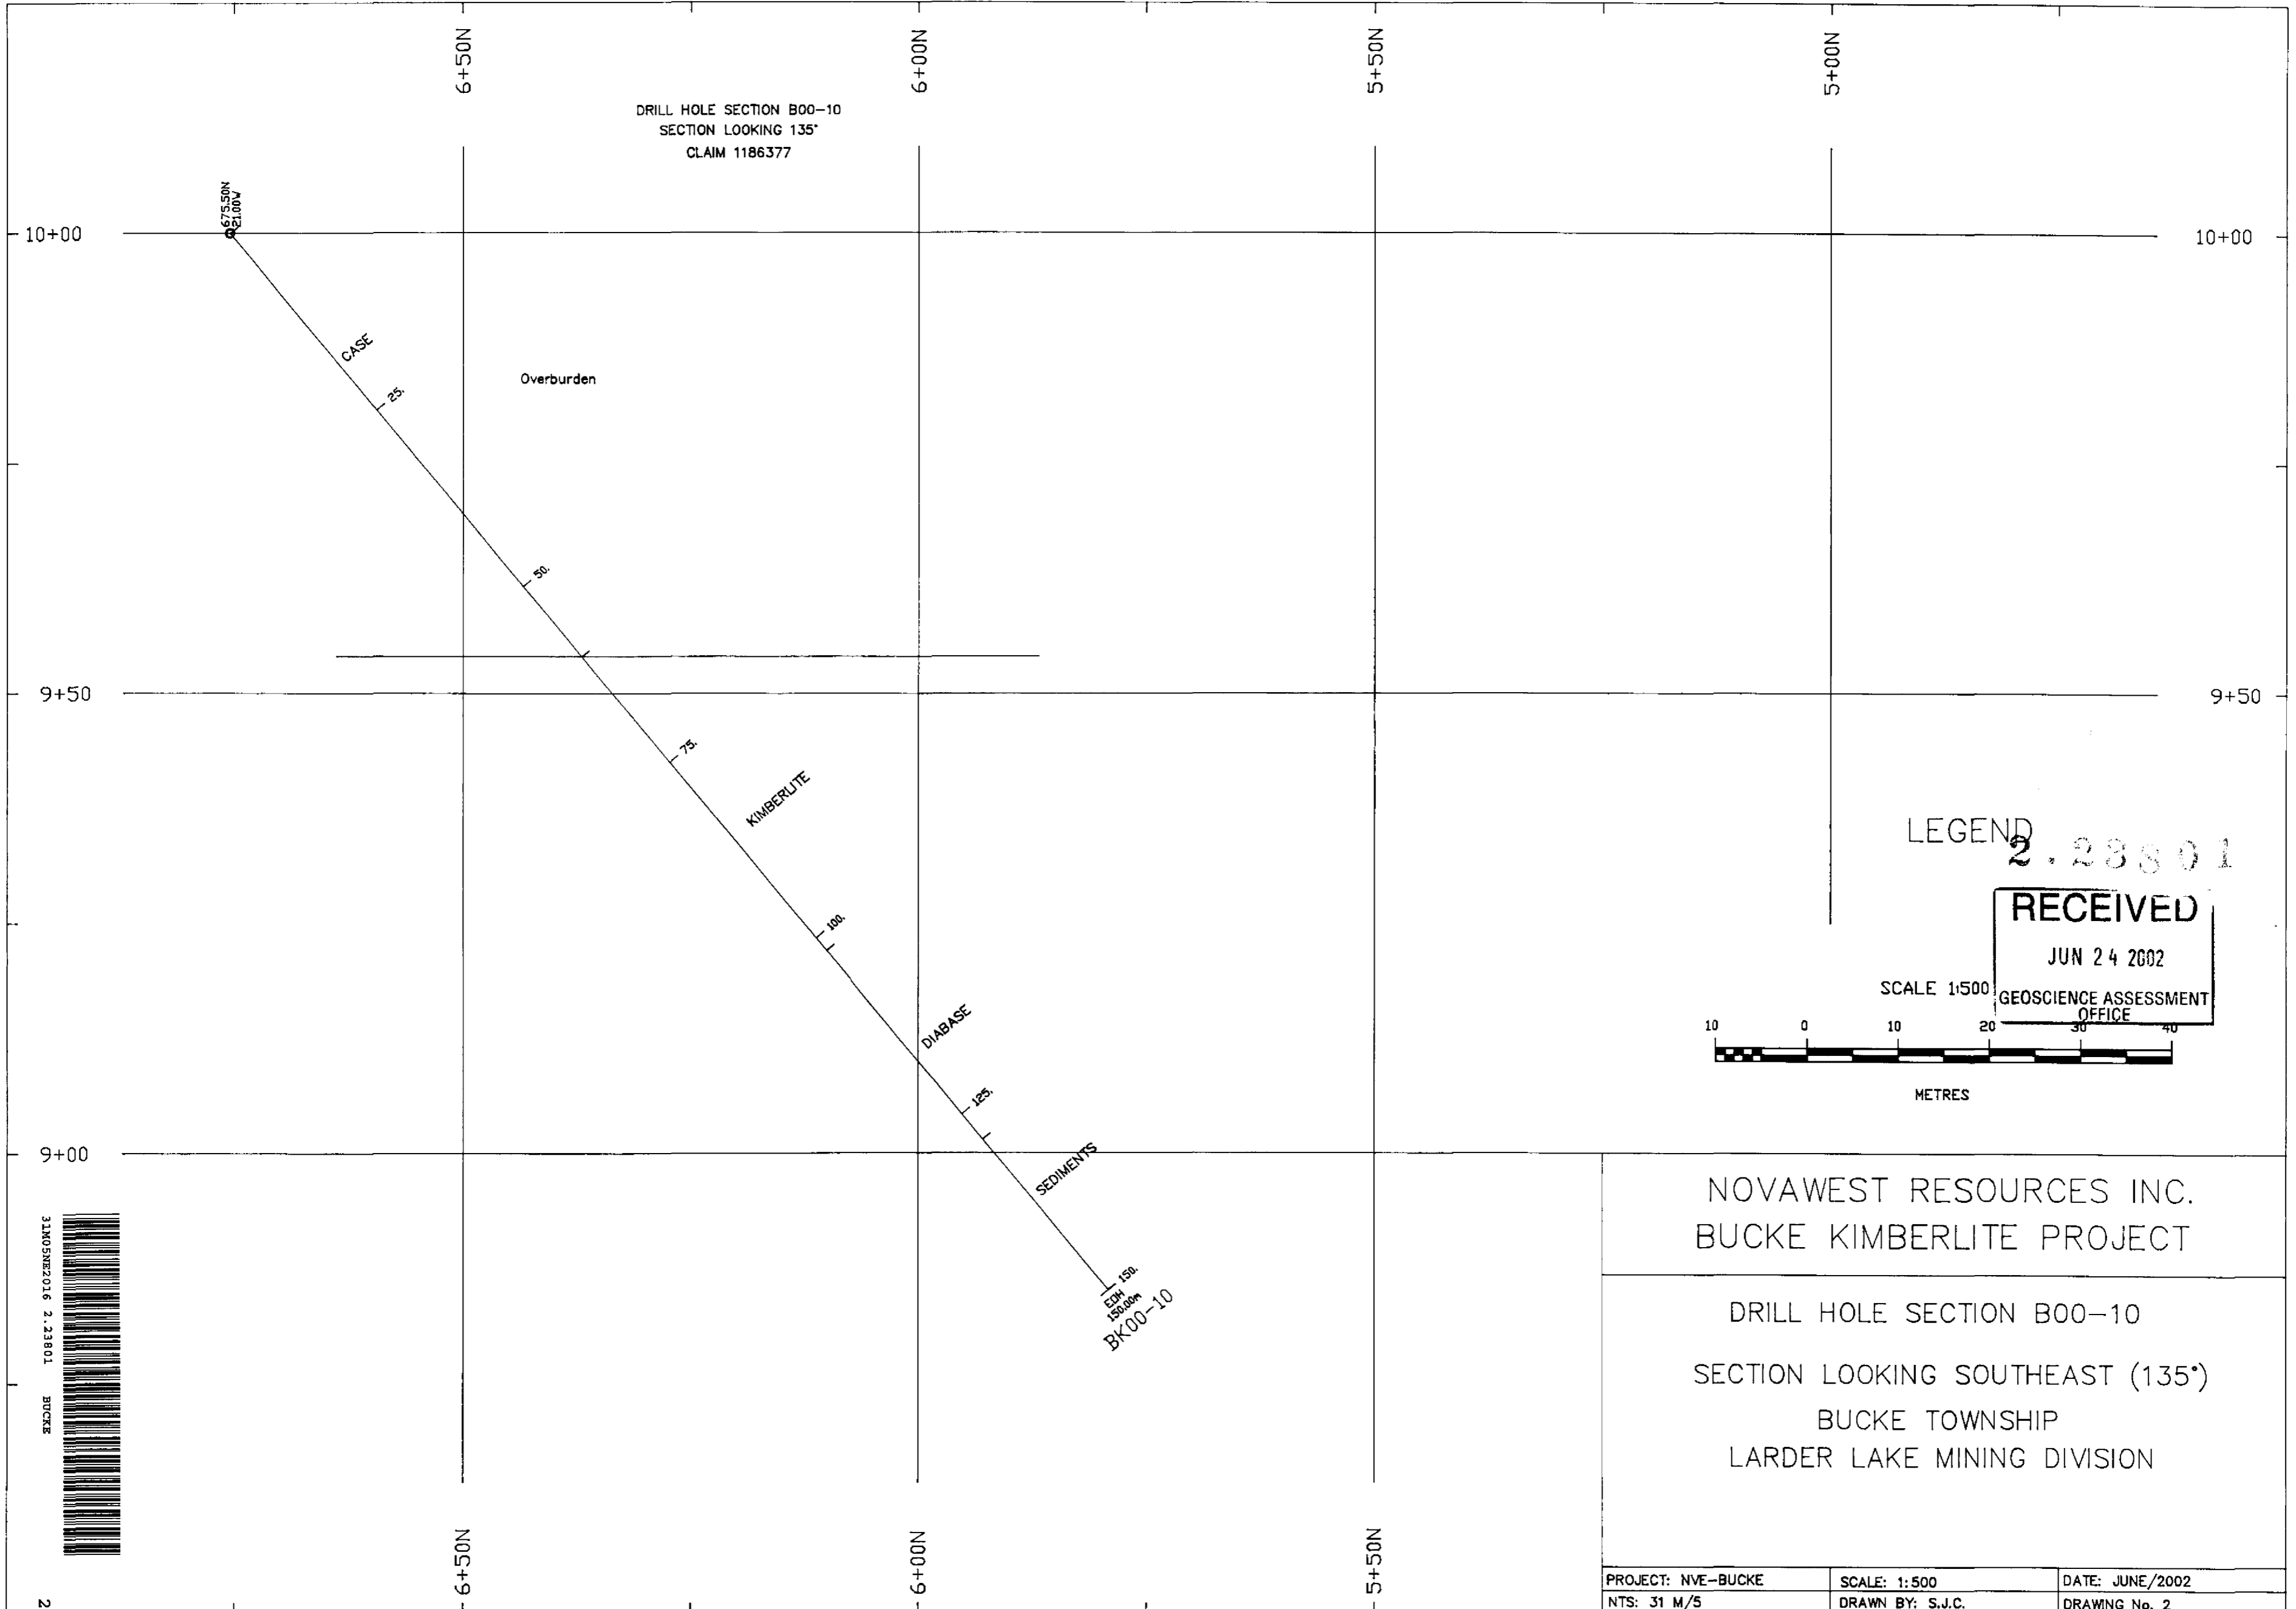 6+50N
6+00N
5+50N
5+00N
DRILL HOLE SECTION B00-10
SECTION LOOKING 135°
CLAIM 1186377
675.50N
21.00W
10+00
10+00
CASE
25.
Overburden
50.
9+50
9+50
75.
KIMBERLITE
100.
DIABASE
125.
9+00
SEDIMENTS
150.
EOH
150.00m
BK00-10
LEGEND
2.23801
RECEIVED
JUN 24 2002
GEOSCIENCE ASSESSMENT
OFFICE
SCALE 1:500
10 0 10 20 30 40
METRES
NOVAWEST RESOURCES INC.
BUCKE KIMBERLITE PROJECT
DRILL HOLE SECTION B00-10
SECTION LOOKING SOUTHEAST (135°)
BUCKE TOWNSHIP
LARDER LAKE MINING DIVISION
PROJECT: NVE-BUCKE
SCALE: 1:500
DATE: JUNE/2002
NTS: 31 M/5
DRAWN BY: S.J.C.
DRAWING No. 2
31M05NE2016 2.23801 BUCKE
2
6+50N
6+00N
5+50N